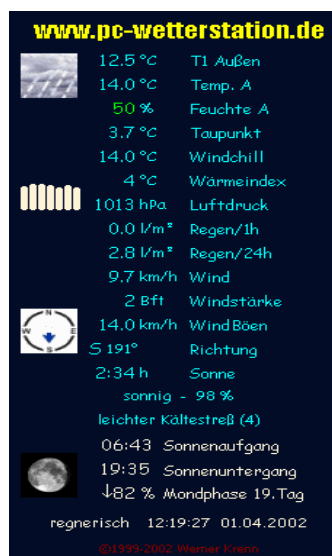 www.pc-wetterstation.de
12.5 °C T1 Außen
14.0 °C Temp. A
50 % Feuchte A
3.7 °C Taupunkt
14.0 °C Windchill
4 °C Wärmeindex
1013 hPa Luftdruck
0.0 l/m² Regen/1h
2.8 l/m² Regen/24h
9.7 km/h Wind
2 Bft Windstärke
N
W E
S
14.0 km/h Wind Böen
S 191° Richtung
2:34 h Sonne
sonnig - 98 %
leichter Kältestreß (4)
06:43 Sonnenaufgang
19:35 Sonnenuntergang
↓82 % Mondphase 19.Tag
regnerisch 12:19:27 01.04.2002
©1999-2002 Werner Krenn